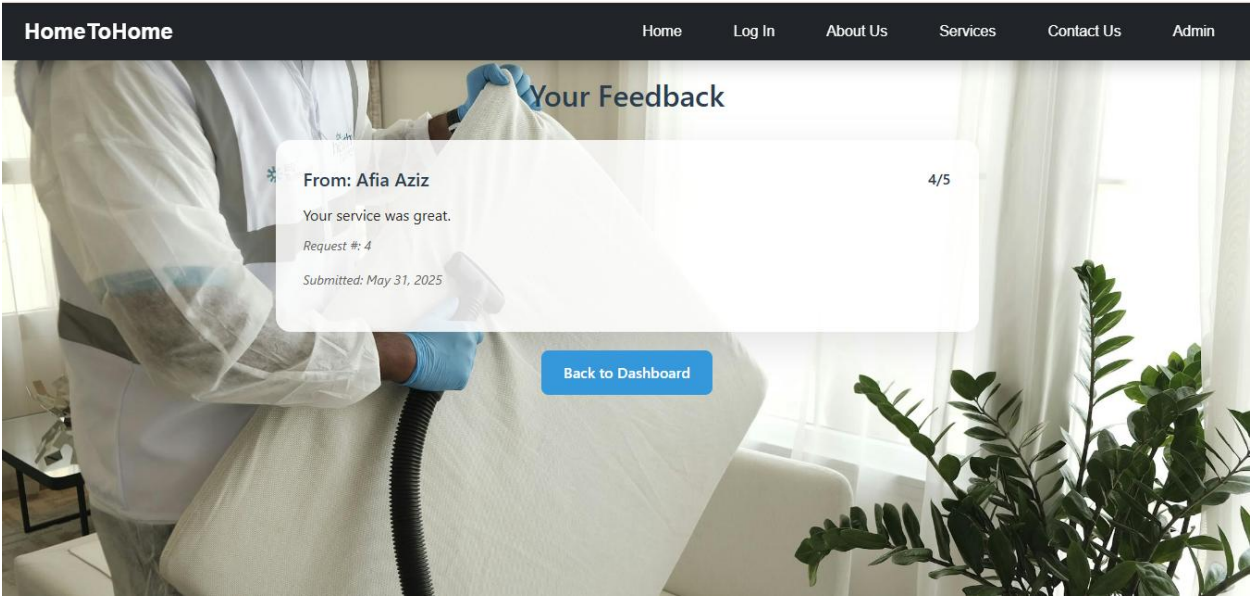 HomeToHome
Home Log In About Us Services Contact Us Admin
Your Feedback
From: Afia Aziz 4/5
Your service was great.
Request #: 4
Submitted: May 31, 2025
Back to Dashboard